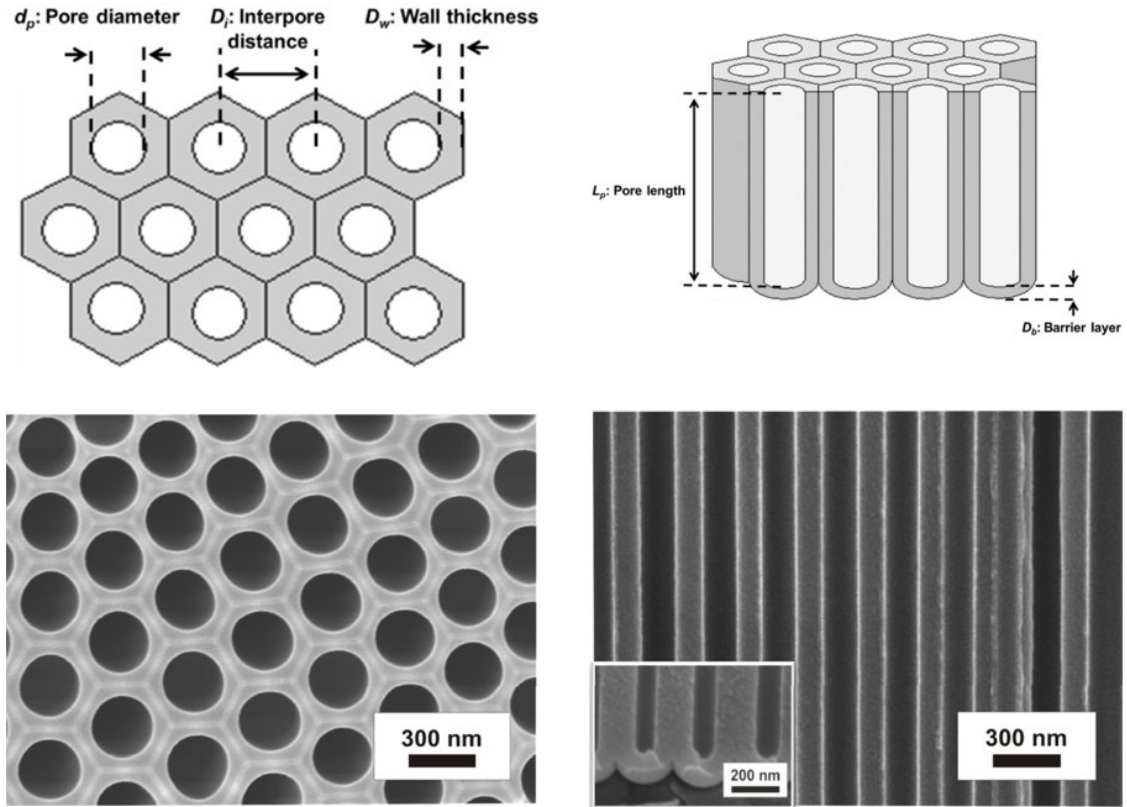 dp: Pore diameter
Di: Interpore
distance
Dw: Wall thickness
Lp: Pore length
Db: Barrier layer
300 nm
200 nm
300 nm